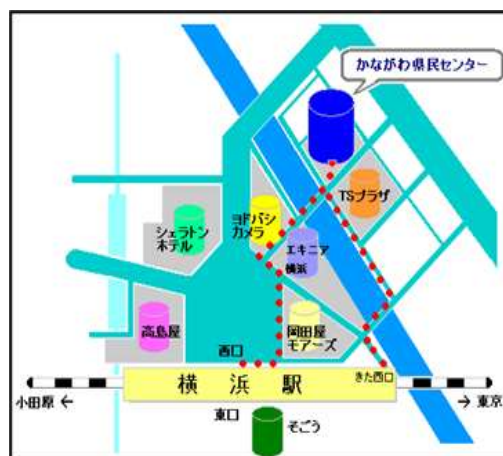 かながわ県民センター
TSプラザ
ヨドバシ
カメラ
シェラトン
ホテル
エキニア
横浜
高島屋
岡田屋
モアーズ
西口
きた西口
横浜駅
小田原 ←
→ 東京
東口
そごう